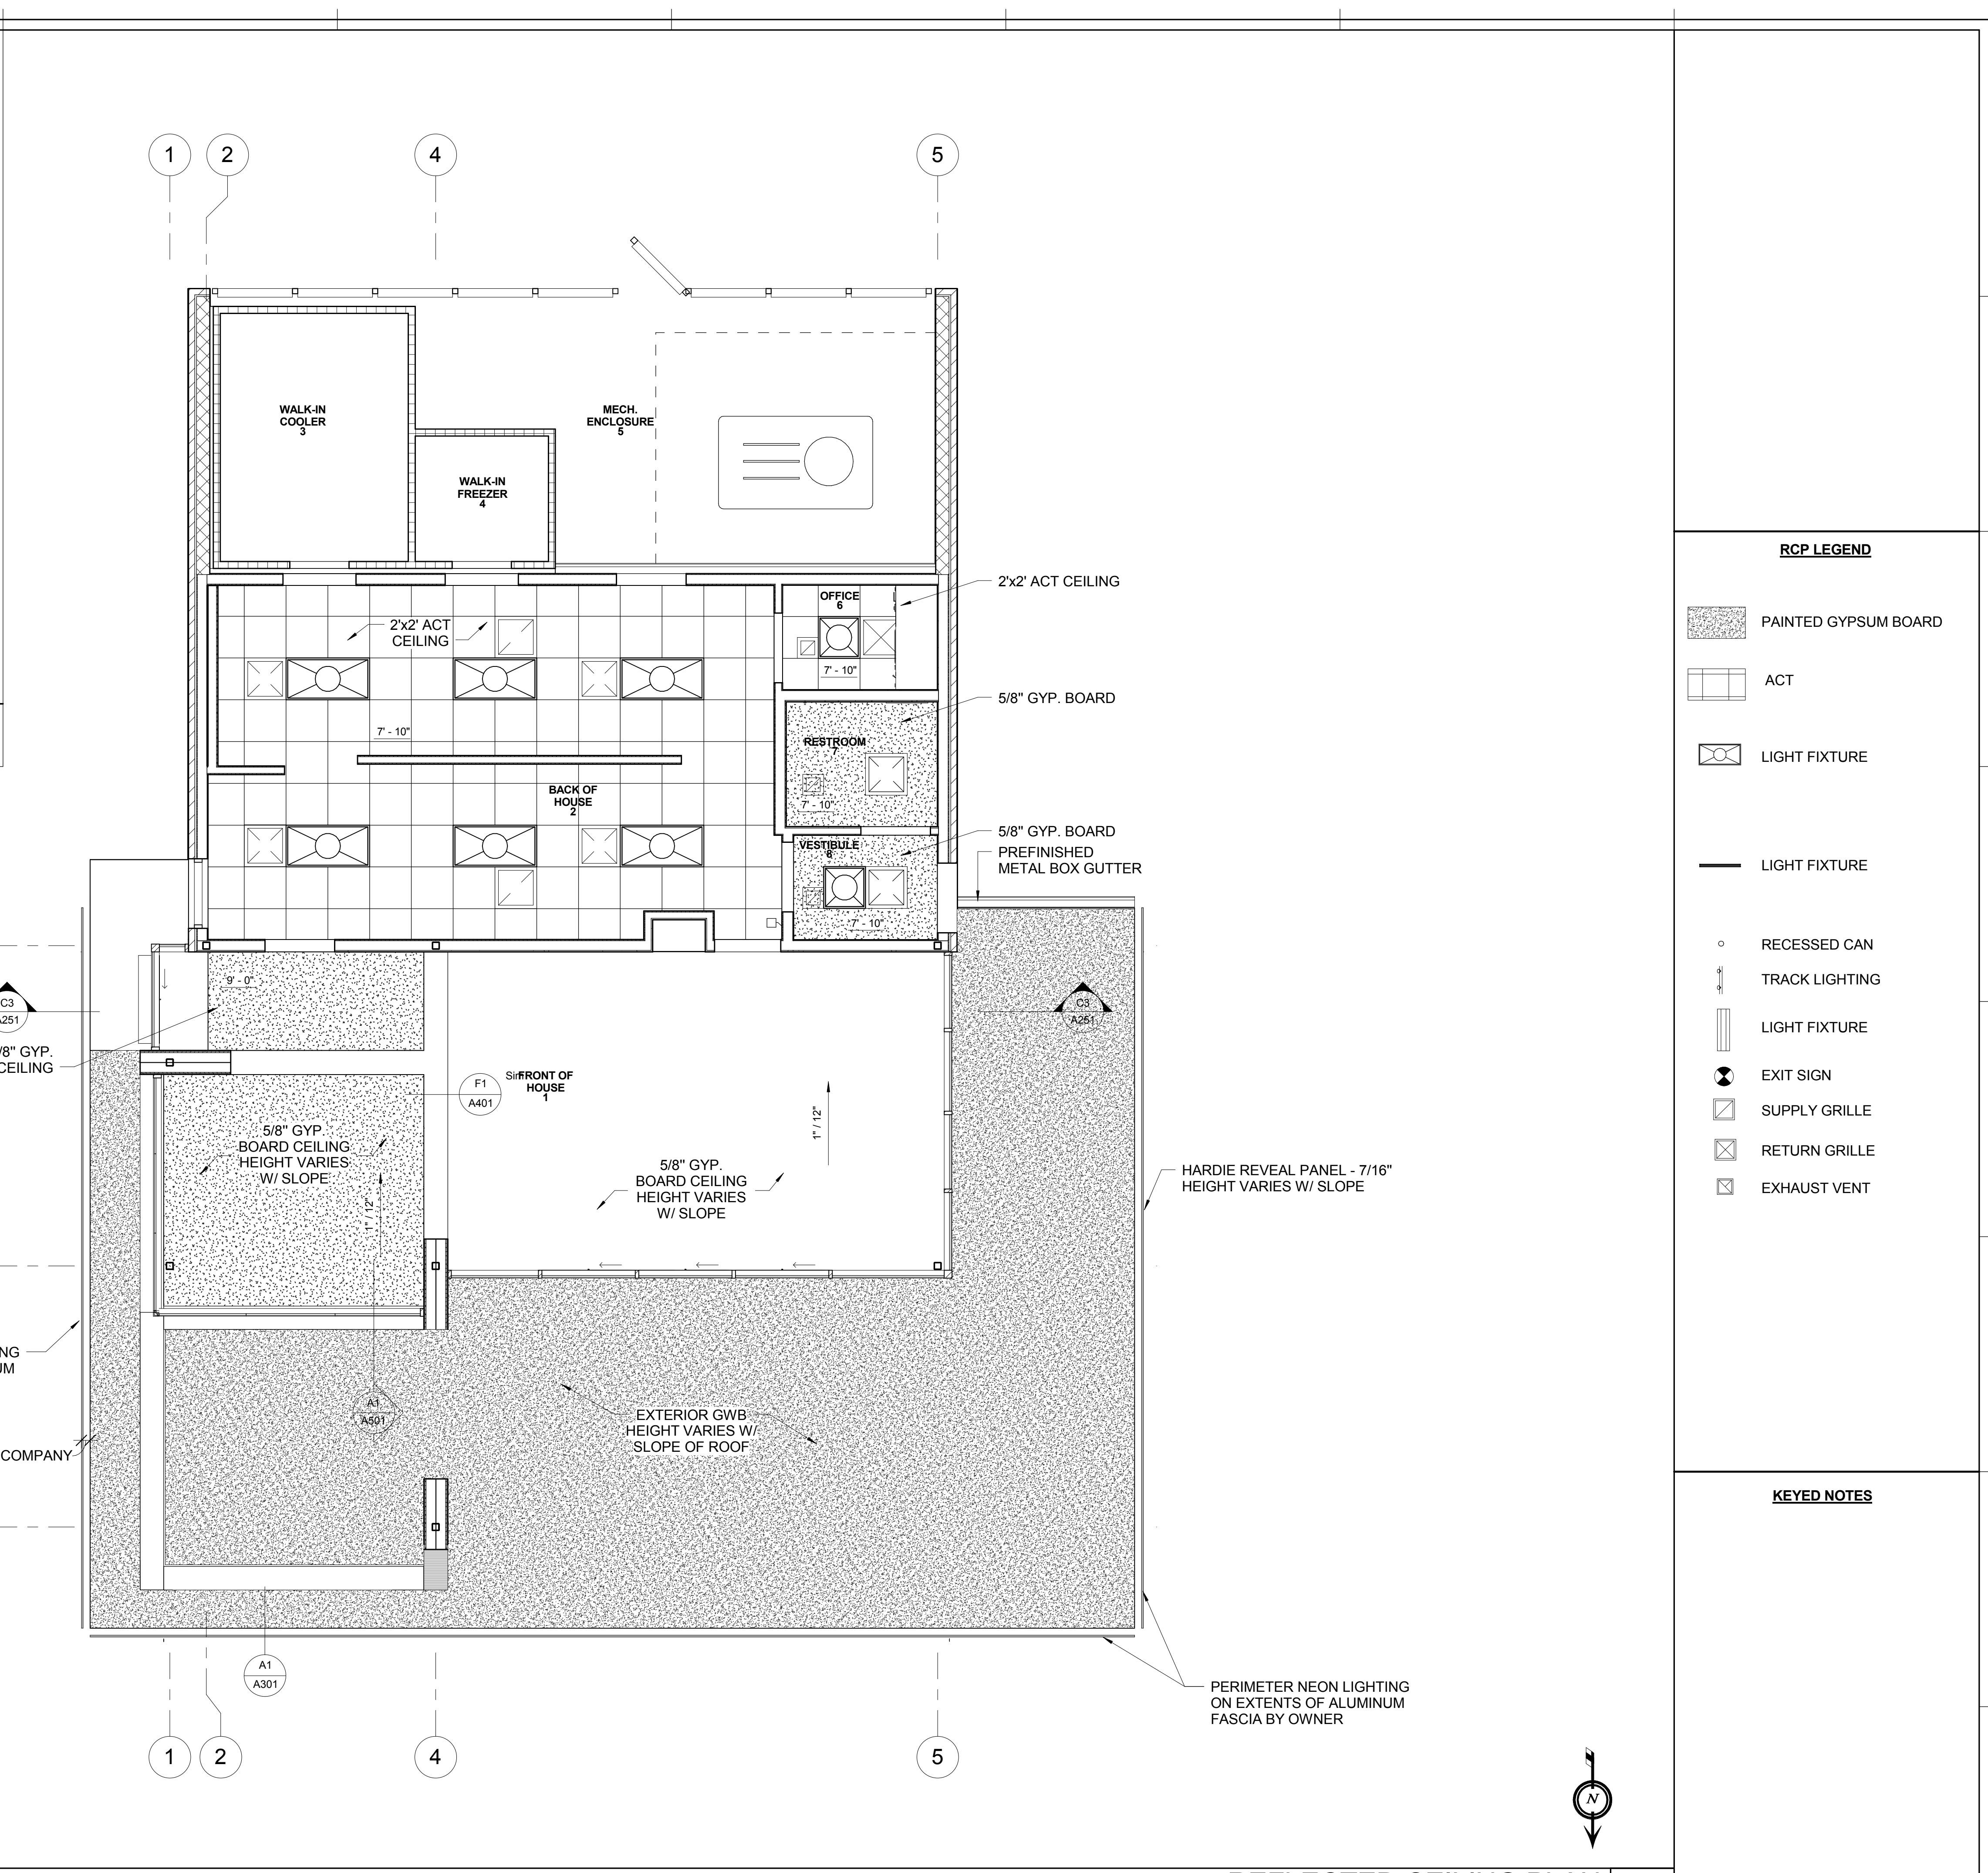 1
2
4
5
WALK-IN
COOLER
3
MECH.
ENCLOSURE
5
WALK-IN
FREEZER
4
2'x2' ACT CEILING
OFFICE
6
7' - 10"
2'x2' ACT
CEILING
5/8" GYP. BOARD
7' - 10"
RESTROOM
7
7' - 10"
BACK OF
HOUSE
2
5/8" GYP. BOARD
VESTIBULE
8
7' - 10"
PREFINISHED
METAL BOX GUTTER
9' - 0"
C3
A251
C3
A251
/8" GYP.
CEILING
F1
A401
Sim
FRONT OF
HOUSE
1
1" / 12"
5/8" GYP.
BOARD CEILING
HEIGHT VARIES
W/ SLOPE
1" / 12"
5/8" GYP.
BOARD CEILING
HEIGHT VARIES
W/ SLOPE
HARDIE REVEAL PANEL - 7/16"
HEIGHT VARIES W/ SLOPE
NG
UM
A1
A501
EXTERIOR GWB
HEIGHT VARIES W/
SLOPE OF ROOF
COMPANY
A1
A301
PERIMETER NEON LIGHTING
ON EXTENTS OF ALUMINUM
FASCIA BY OWNER
1
2
4
5
N
RCP LEGEND
PAINTED GYPSUM BOARD
ACT
LIGHT FIXTURE
LIGHT FIXTURE
RECESSED CAN
TRACK LIGHTING
LIGHT FIXTURE
EXIT SIGN
SUPPLY GRILLE
RETURN GRILLE
EXHAUST VENT
KEYED NOTES